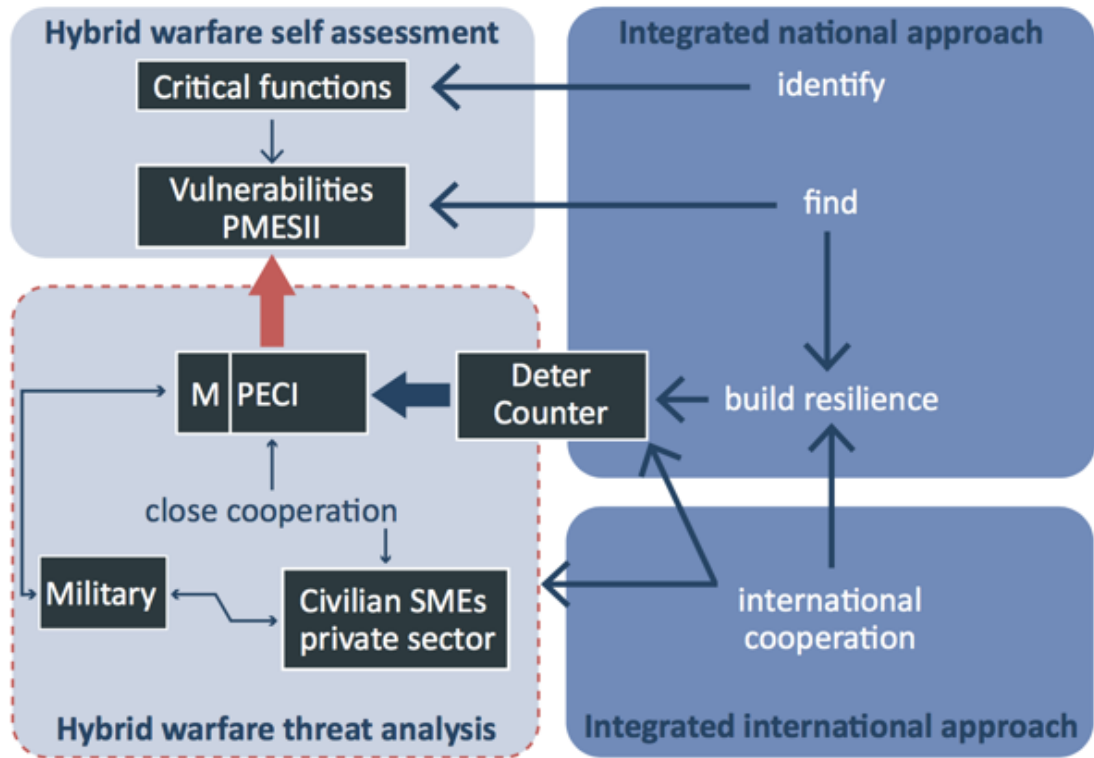 Hybrid warfare self assessment
Critical functions
Vulnerabilities
PMESII
Integrated national approach
identify
find
build resilience
Deter
Counter
M PECI
close cooperation
Military
Civilian SMEs
private sector
Hybrid warfare threat analysis
international
cooperation
Integrated international approach